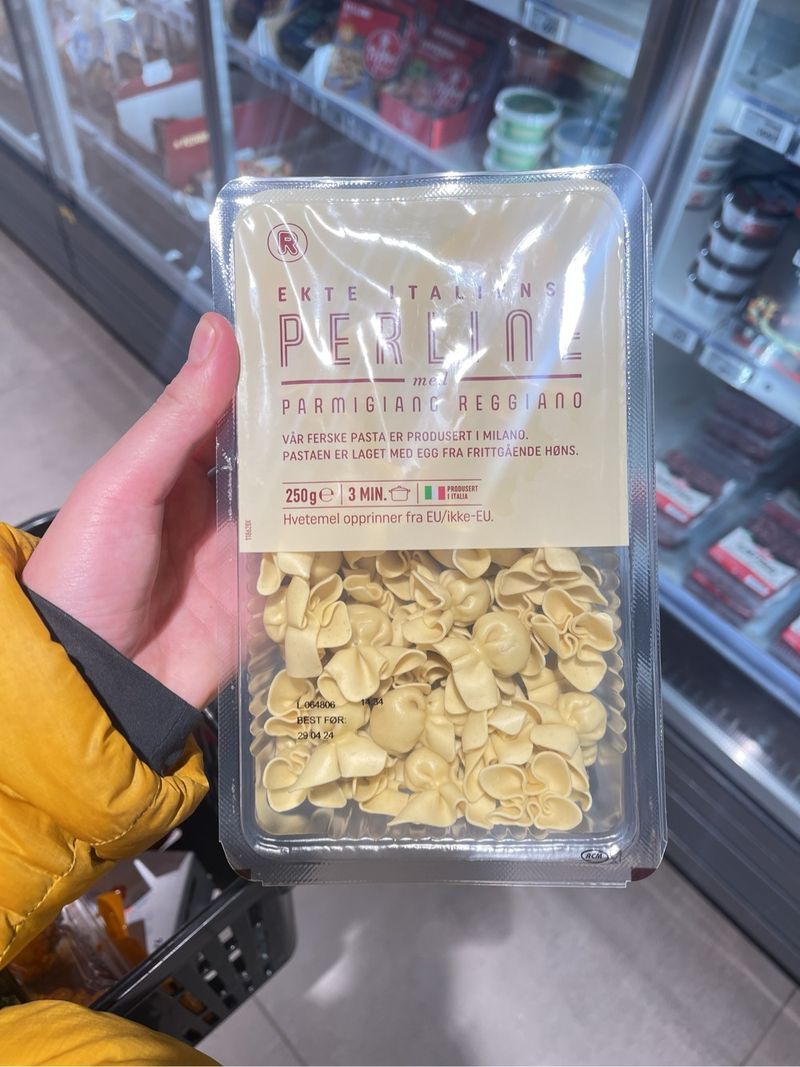 R
EKTE ITALIENSK
PERLINE
med
PARMIGIANO REGGIANO
VÅR FERSKE PASTA ER PRODUSERT I MILANO.
PASTAEN ER LAGET MED EGG FRA FRITTGÅENDE HØNS.
250g℮ 3 MIN. PRODUSERT
I ITALIA
Hvetemel opprinner fra EU/ikke-EU.
L 064806 14:34
BEST FØR:
29 04 24
RCM